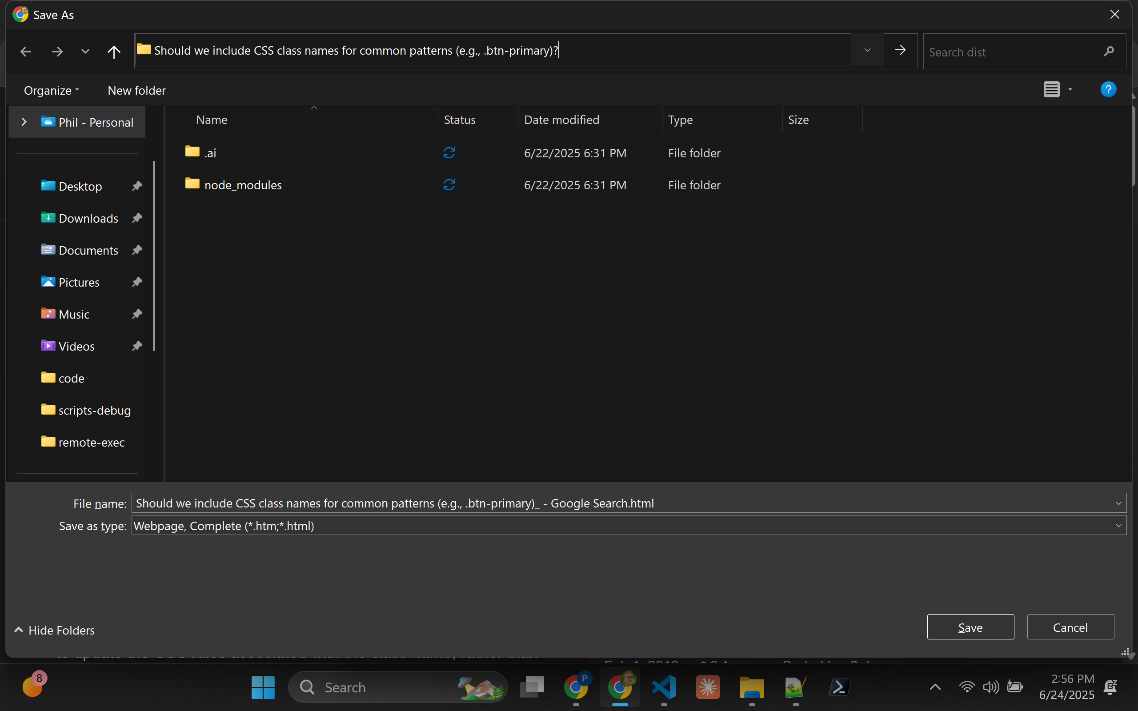 Save As
Should we include CSS class names for common patterns (e.g., .btn-primary)?
Search dist
Organize
New folder
?
Phil - Personal
Name Status Date modified Type Size
.ai 6/22/2025 6:31 PM File folder
node_modules 6/22/2025 6:31 PM File folder
Desktop
Downloads
Documents
Pictures
Music
Videos
code
scripts-debug
remote-exec
File name: Should we include CSS class names for common patterns (e.g., .btn-primary)_ - Google Search.html
Save as type: Webpage, Complete (*.htm;*.html)
Hide Folders
Save
Cancel
8
Search
P
2:56 PM
6/24/2025